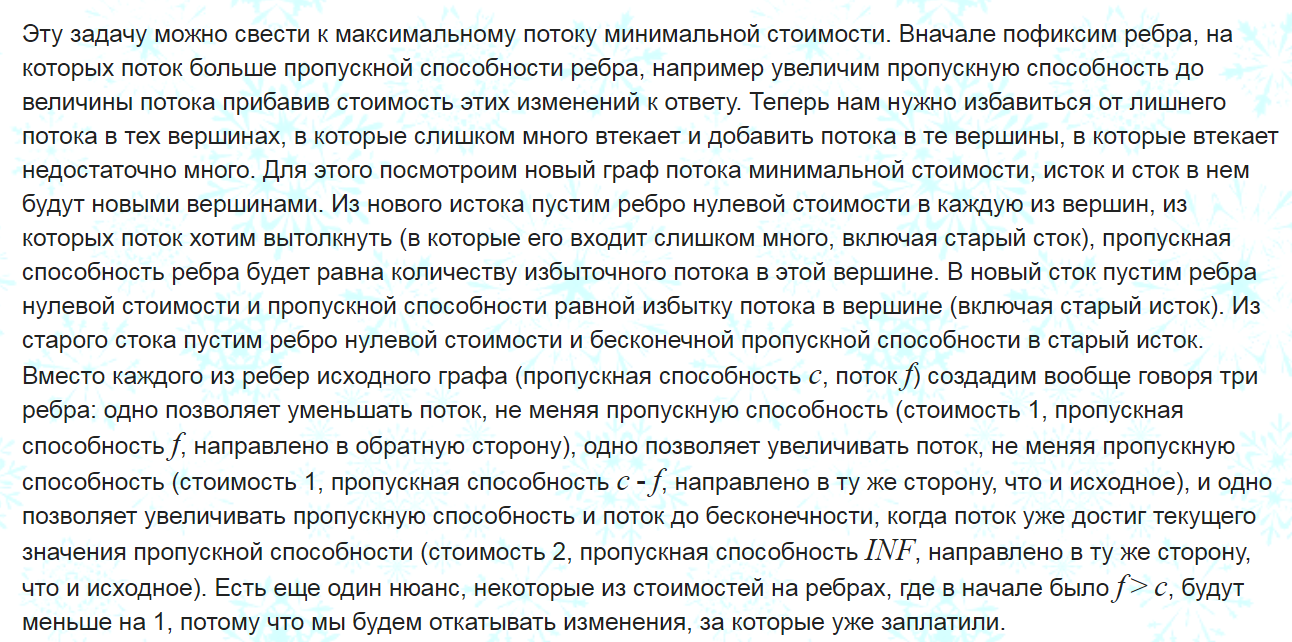 Эту задачу можно свести к максимальному потоку минимальной стоимости. Вначале пофиксим ребра, на
которых поток больше пропускной способности ребра, например увеличим пропускную способность до
величины потока прибавив стоимость этих изменений к ответу. Теперь нам нужно избавиться от лишнего
потока в тех вершинах, в которые слишком много втекает и добавить потока в те вершины, в которые втекает
недостаточно много. Для этого посмотроим новый граф потока минимальной стоимости, исток и сток в нем
будут новыми вершинами. Из нового истока пустим ребро нулевой стоимости в каждую из вершин, из
которых поток хотим вытолкнуть (в которые его входит слишком много, включая старый сток), пропускная
способность ребра будет равна количеству избыточного потока в этой вершине. В новый сток пустим ребра
нулевой стоимости и пропускной способности равной избытку потока в вершине (включая старый исток). Из
старого стока пустим ребро нулевой стоимости и бесконечной пропускной способности в старый исток.
Вместо каждого из ребер исходного графа (пропускная способность c, поток f) создадим вообще говоря три
ребра: одно позволяет уменьшать поток, не меняя пропускную способность (стоимость 1, пропускная
способность f, направлено в обратную сторону), одно позволяет увеличивать поток, не меняя пропускную
способность (стоимость 1, пропускная способность c - f, направлено в ту же сторону, что и исходное), и одно
позволяет увеличивать пропускную способность и поток до бесконечности, когда поток уже достиг текущего
значения пропускной способности (стоимость 2, пропускная способность INF, направлено в ту же сторону,
что и исходное). Есть еще один нюанс, некоторые из стоимостей на ребрах, где в начале было f > c, будут
меньше на 1, потому что мы будем откатывать изменения, за которые уже заплатили.